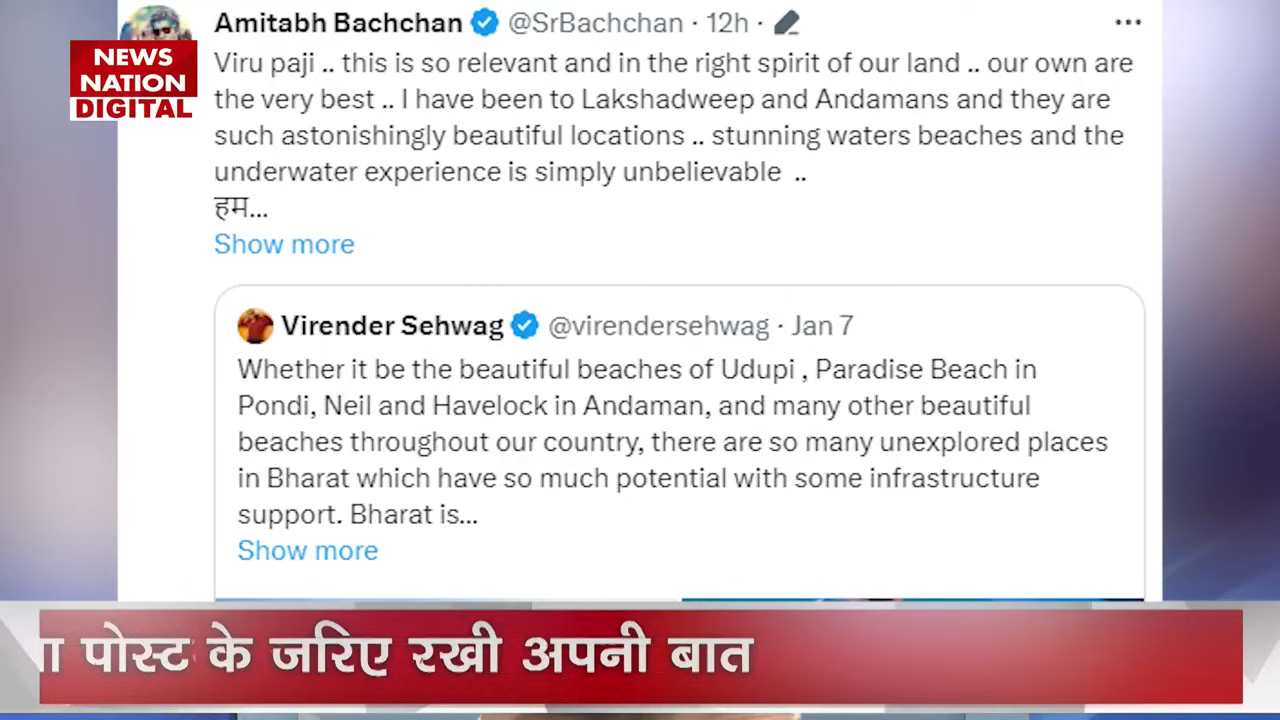 Amitabh Bachchan @SrBachchan · 12h ·
NEWS
NATION
DIGITAL
Viru paji .. this is so relevant and in the right spirit of our land .. our own are
the very best .. I have been to Lakshadweep and Andamans and they are
such astonishingly beautiful locations .. stunning waters beaches and the
underwater experience is simply unbelievable ..
हम...
Show more
Virender Sehwag @virendersehwag · Jan 7
Whether it be the beautiful beaches of Udupi , Paradise Beach in
Pondi, Neil and Havelock in Andaman, and many other beautiful
beaches throughout our country, there are so many unexplored places
in Bharat which have so much potential with some infrastructure
support. Bharat is...
Show more
पोस्ट के जरिए रखी अपनी बात